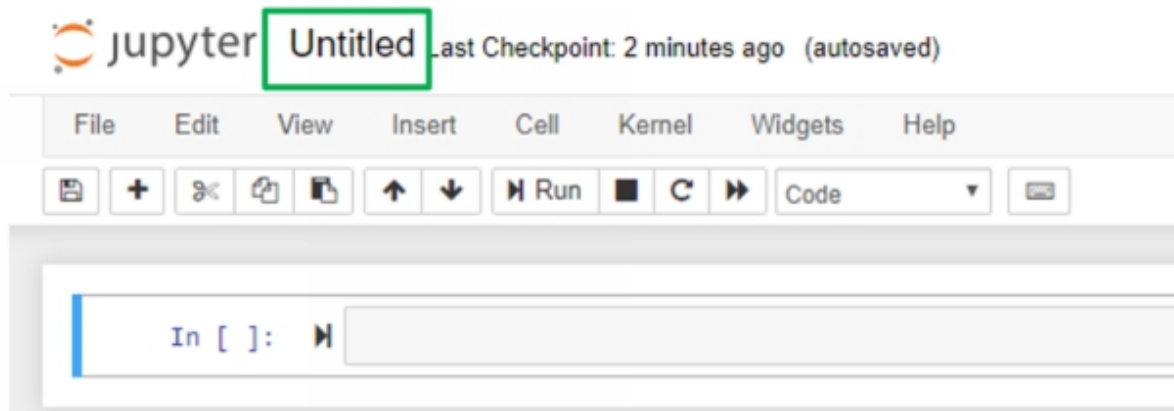 jupyter Untitled Last Checkpoint: 2 minutes ago (autosaved)
File Edit View Insert Cell Kernel Widgets Help
Run Code
In [ ]: